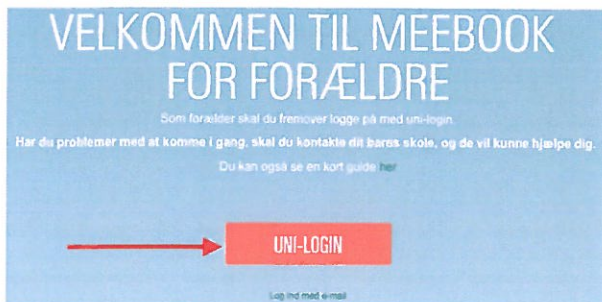 VELKOMMEN TIL MEEBOOK
FOR FORÆLDRE
Som forælder skal du fremover logge på med uni-login.
Har du problemer med at komme i gang, skal du kontakte dit barns skole, og de vil kunne hjælpe dig.
Du kan også se en kort guide her
UNI-LOGIN
Log ind med e-mail